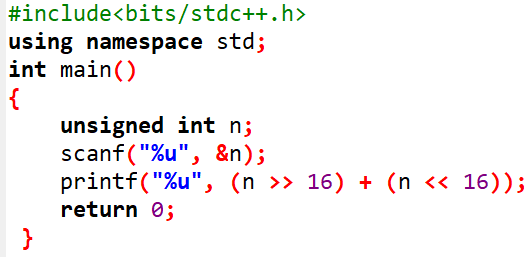 #include<bits/stdc++.h>
using namespace std;
int main()
{
    unsigned int n;
    scanf("%u", &n);
    printf("%u", (n >> 16) + (n << 16));
    return 0;
}